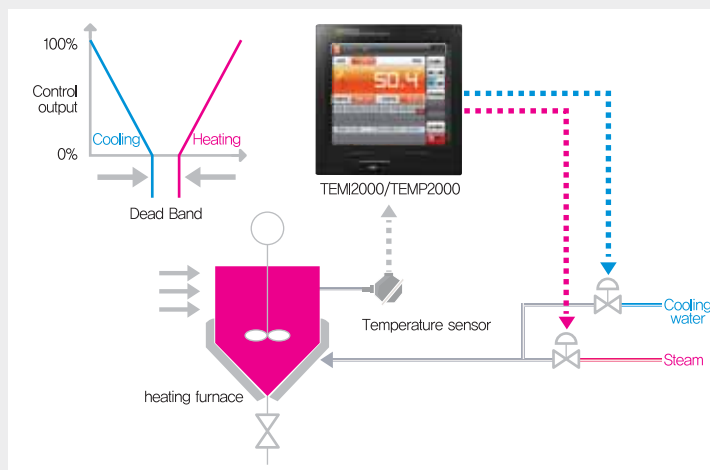 100%
Control
output
Cooling
Heating
0%
Dead Band
50.4
TEMI2000/TEMP2000
Temperature sensor
Cooling
water
Steam
heating furnace